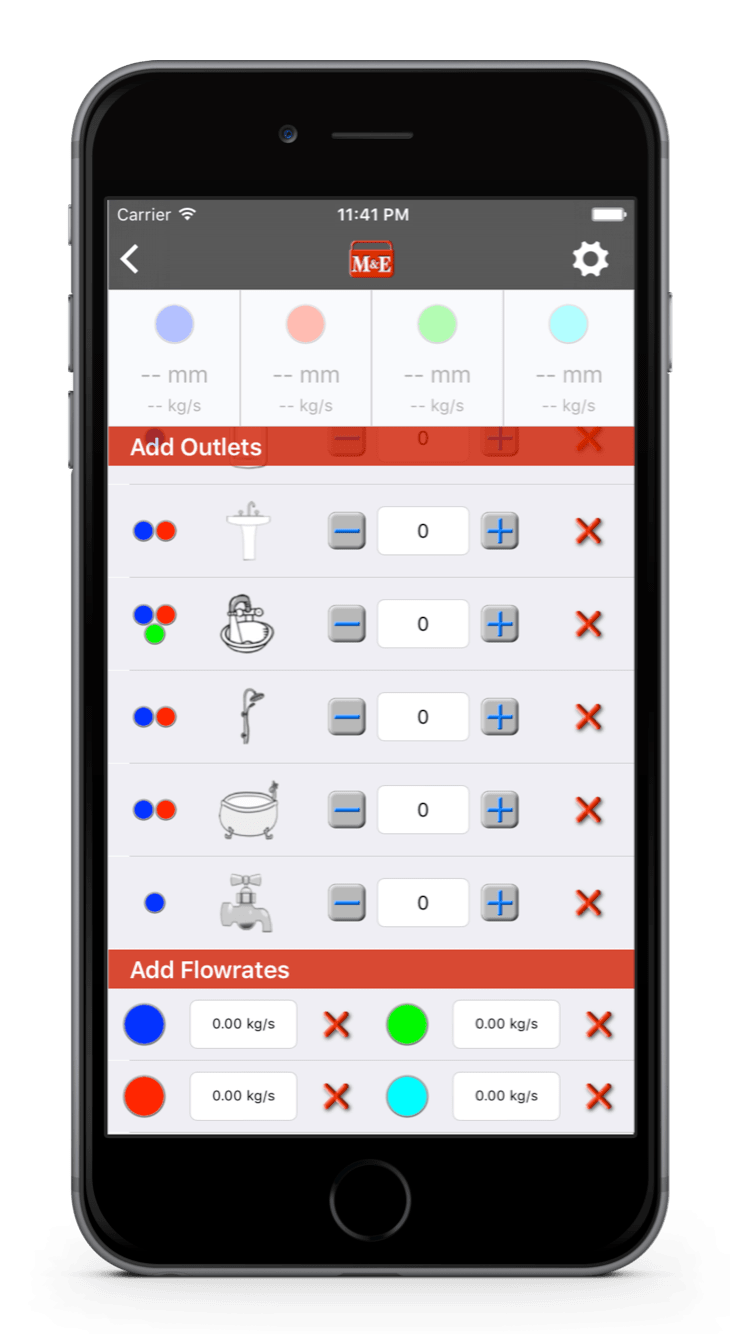 Carrier 11:41 PM
M&E
-- mm -- mm -- mm -- mm
-- kg/s -- kg/s -- kg/s -- kg/s
Add Outlets 0
0
0
0
0
0
Add Flowrates
0.00 kg/s 0.00 kg/s
0.00 kg/s 0.00 kg/s